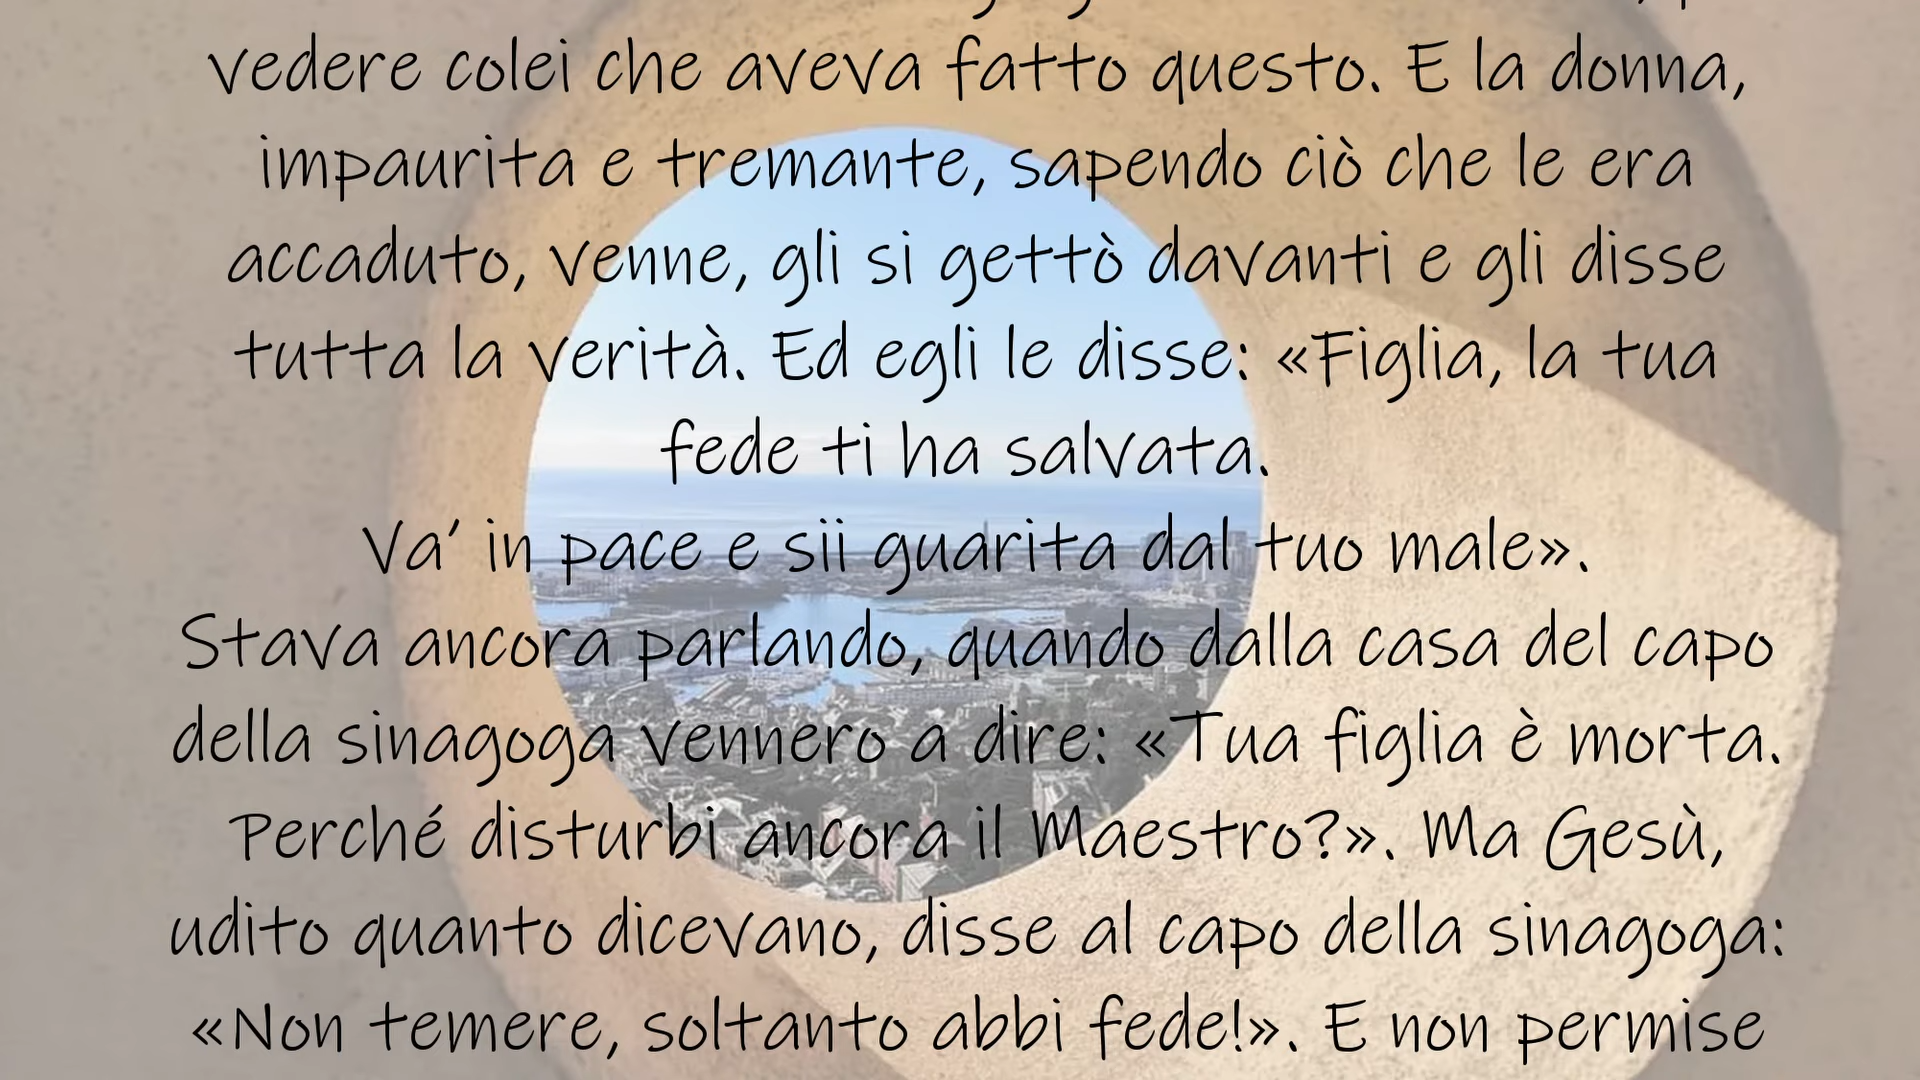 vedere colei che aveva fatto questo. E la donna,
impaurita e tremante, sapendo ciò che le era
accaduto, venne, gli si gettò davanti e gli disse
tutta la verità. Ed egli le disse: «Figlia, la tua
fede ti ha salvata.
Va’ in pace e sii guarita dal tuo male».
Stava ancora parlando, quando dalla casa del capo
della sinagoga vennero a dire: «Tua figlia è morta.
Perché disturbi ancora il Maestro?». Ma Gesù,
udito quanto dicevano, disse al capo della sinagoga:
«Non temere, soltanto abbi fede!». E non permise